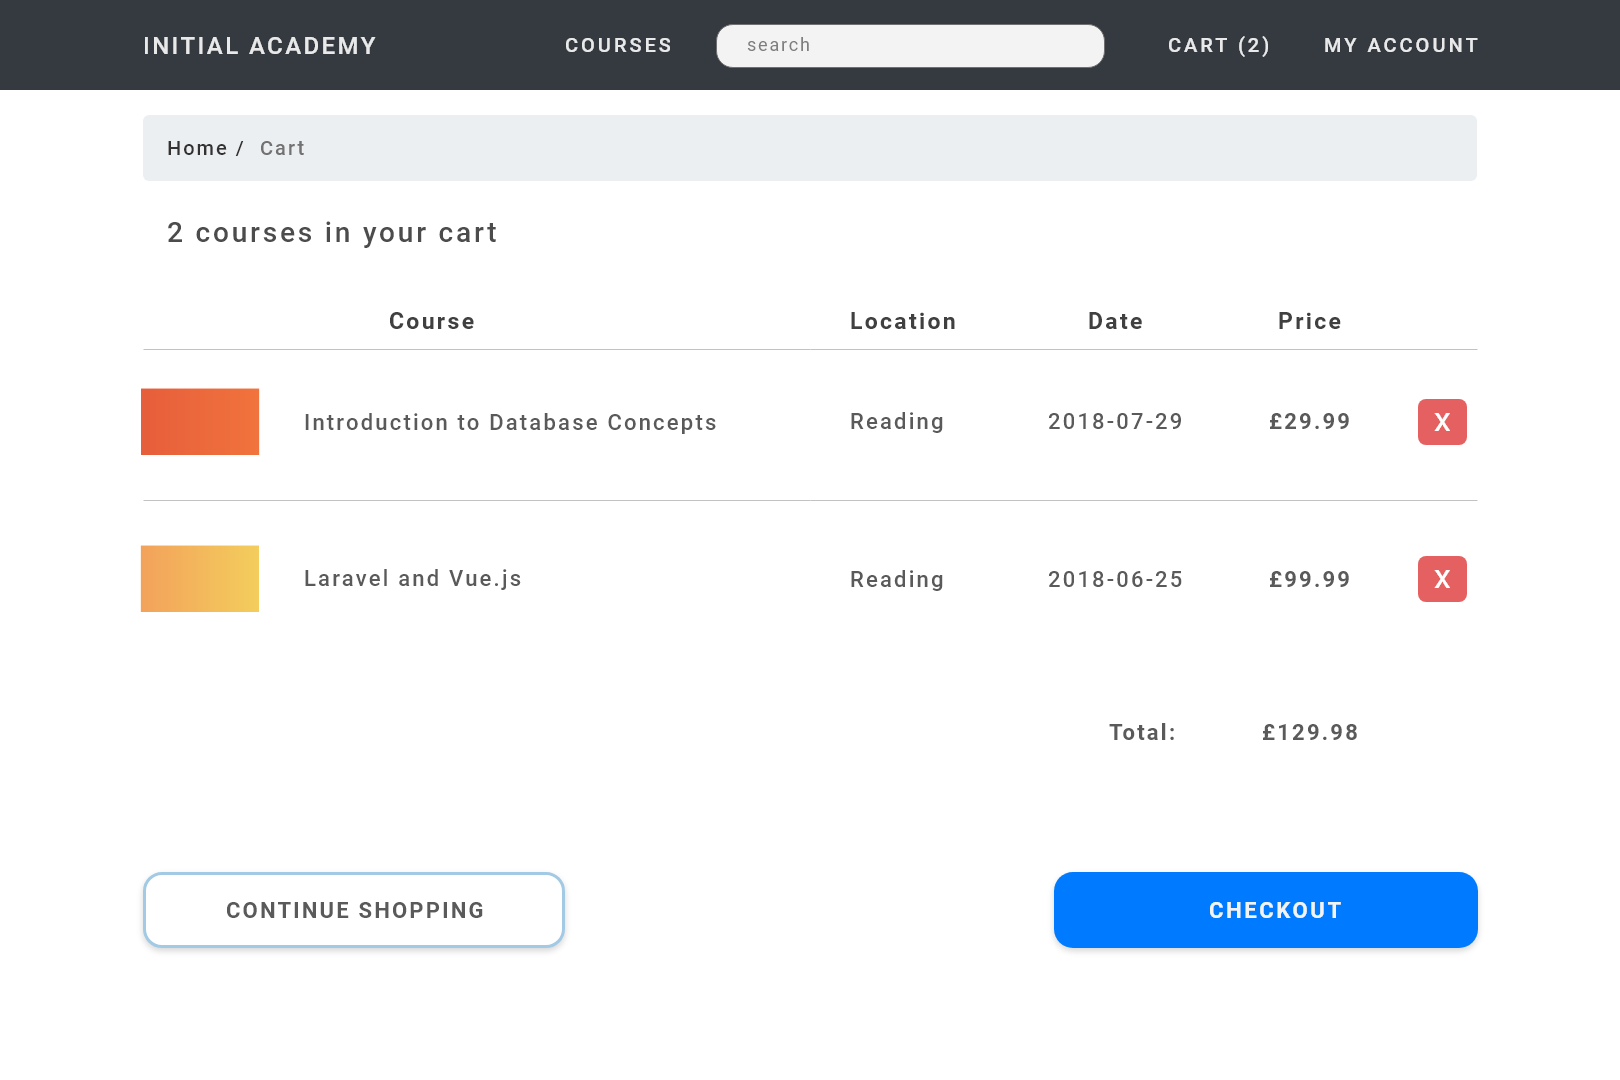 INITIAL ACADEMY COURSES search CART (2) MY ACCOUNT
Home / Cart
2 courses in your cart
Course Location Date Price
Introduction to Database Concepts Reading 2018-07-29 £29.99 X
Laravel and Vue.js Reading 2018-06-25 £99.99 X
Total: £129.98
CONTINUE SHOPPING CHECKOUT